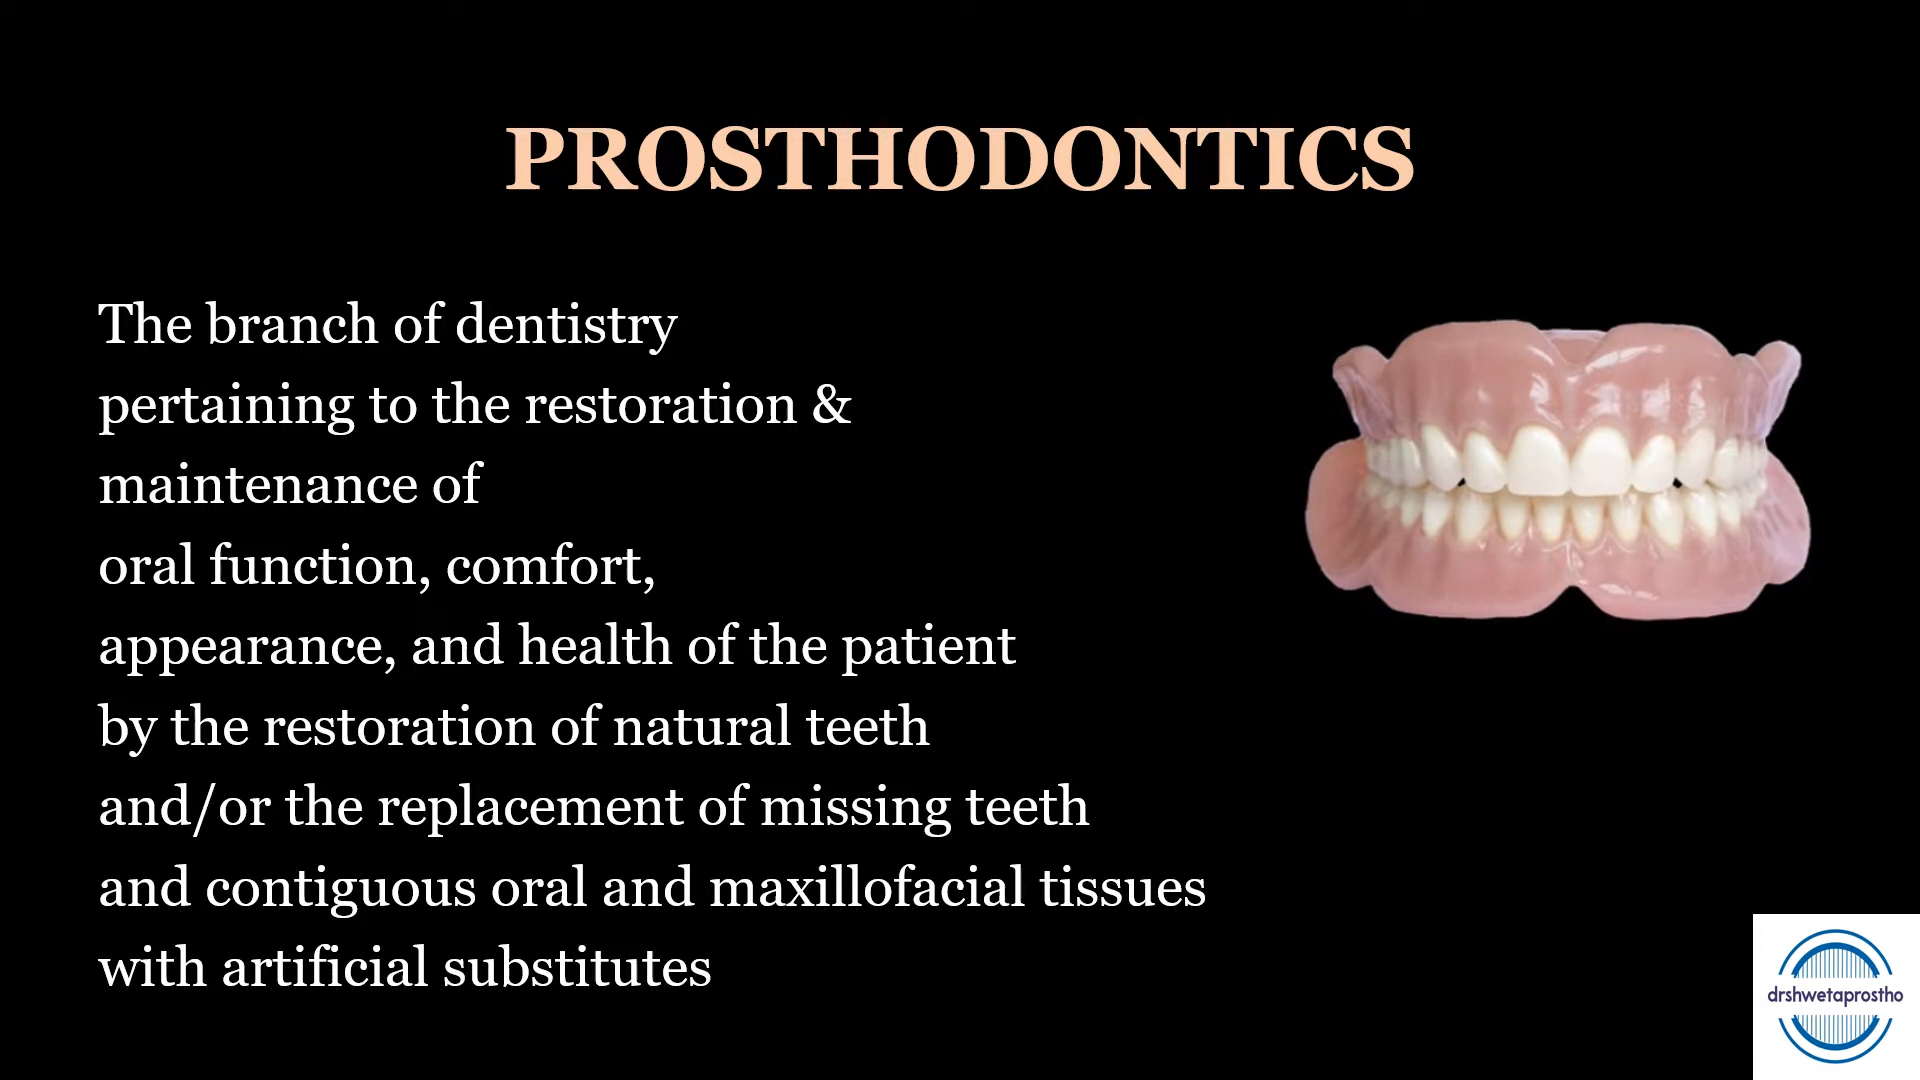 PROSTHODONTICS
The branch of dentistry
pertaining to the restoration &
maintenance of
oral function, comfort,
appearance, and health of the patient
by the restoration of natural teeth
and/or the replacement of missing teeth
and contiguous oral and maxillofacial tissues
with artificial substitutes
drshwetaprostho